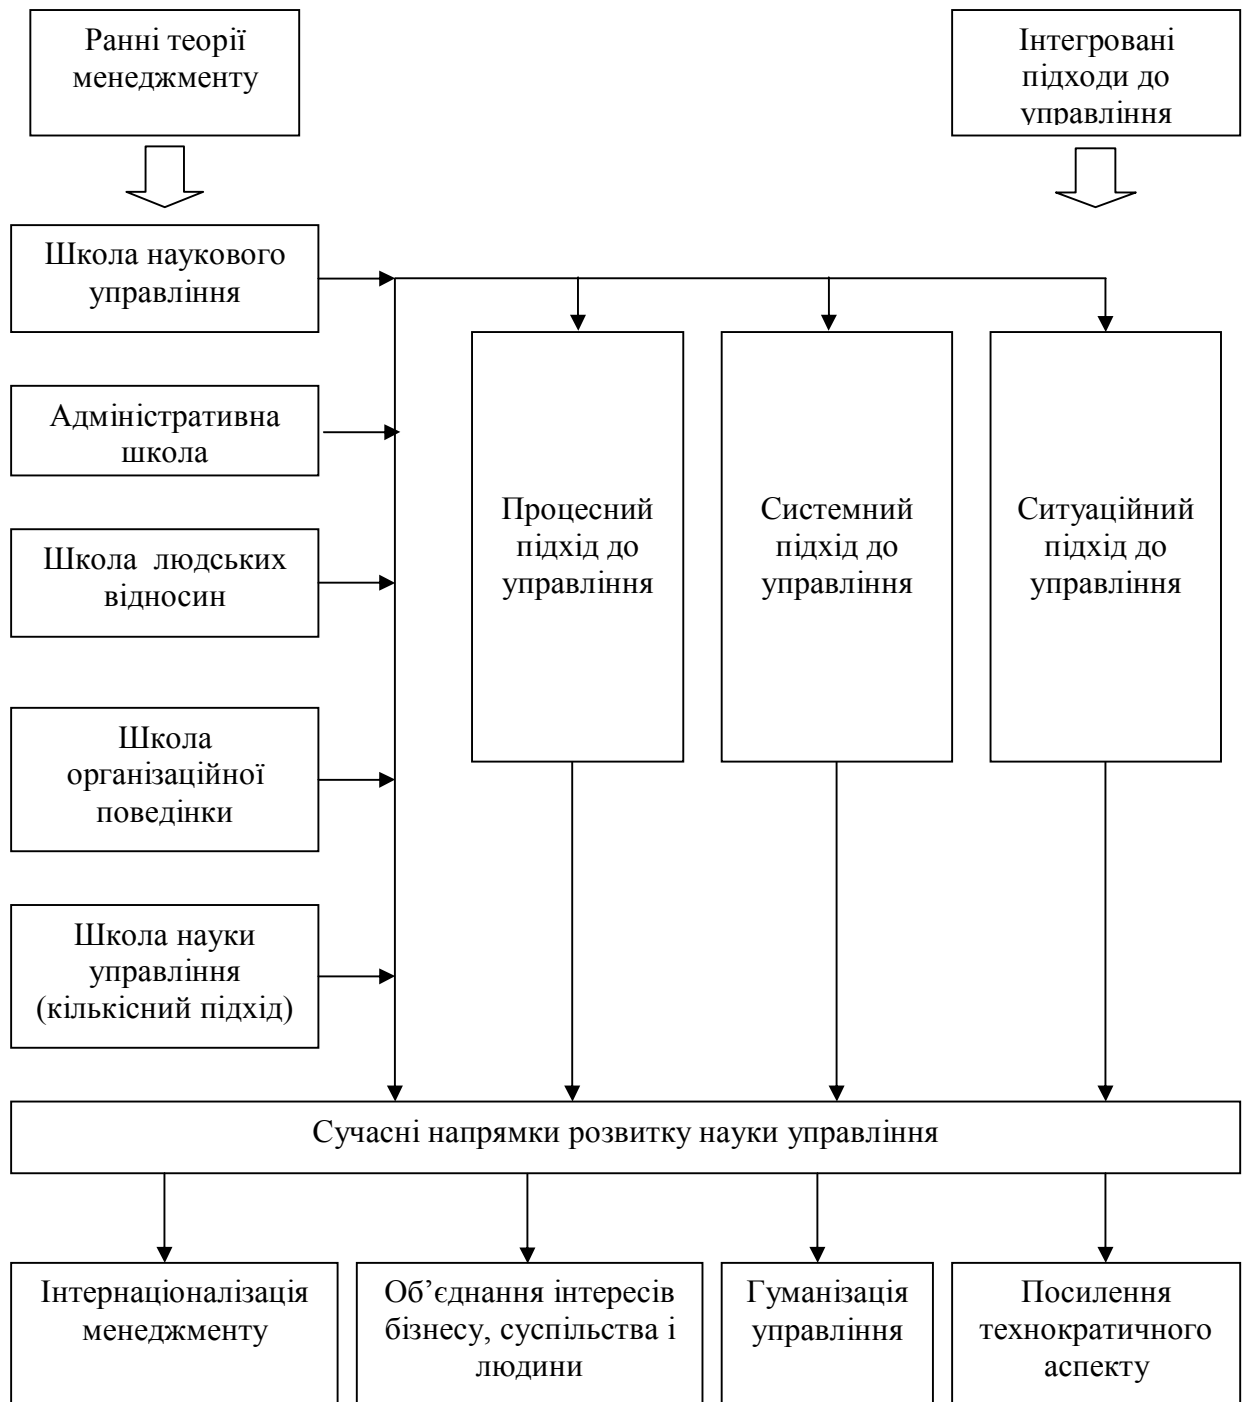 Ранні теорії
менеджменту
Інтегровані
підходи до
управління
Школа наукового
управління
Адміністративна
школа
Школа людських
відносин
Школа
організаційної
поведінки
Школа науки
управління
(кількісний підхід)
Процесний
підхід до
управління
Системний
підхід до
управління
Ситуаційний
підхід до
управління
Сучасні напрямки розвитку науки управління
Інтернаціоналізація
менеджменту
Об’єднання інтересів
бізнесу, суспільства і
людини
Гуманізація
управління
Посилення
технократичного
аспекту